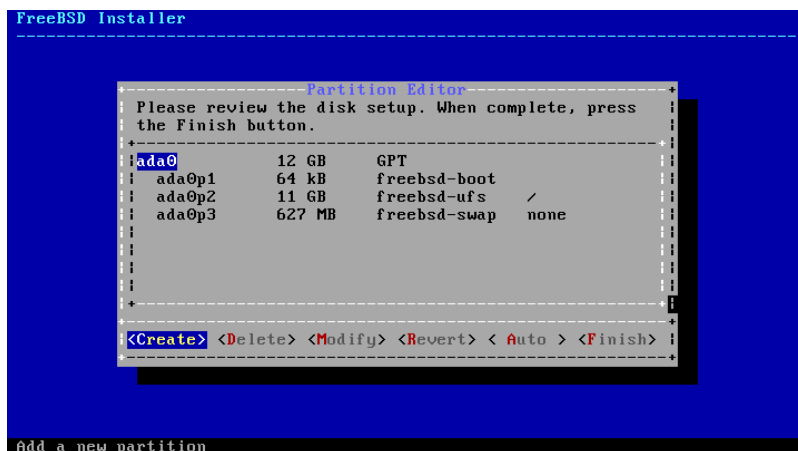 FreeBSD Installer
Partition Editor
Please review the disk setup. When complete, press
the Finish button.
ada0 12 GB GPT
ada0p1 64 kB freebsd-boot
ada0p2 11 GB freebsd-ufs /
ada0p3 627 MB freebsd-swap none
<Create> <Delete> <Modify> <Revert> < Auto > <Finish>
Add a new partition